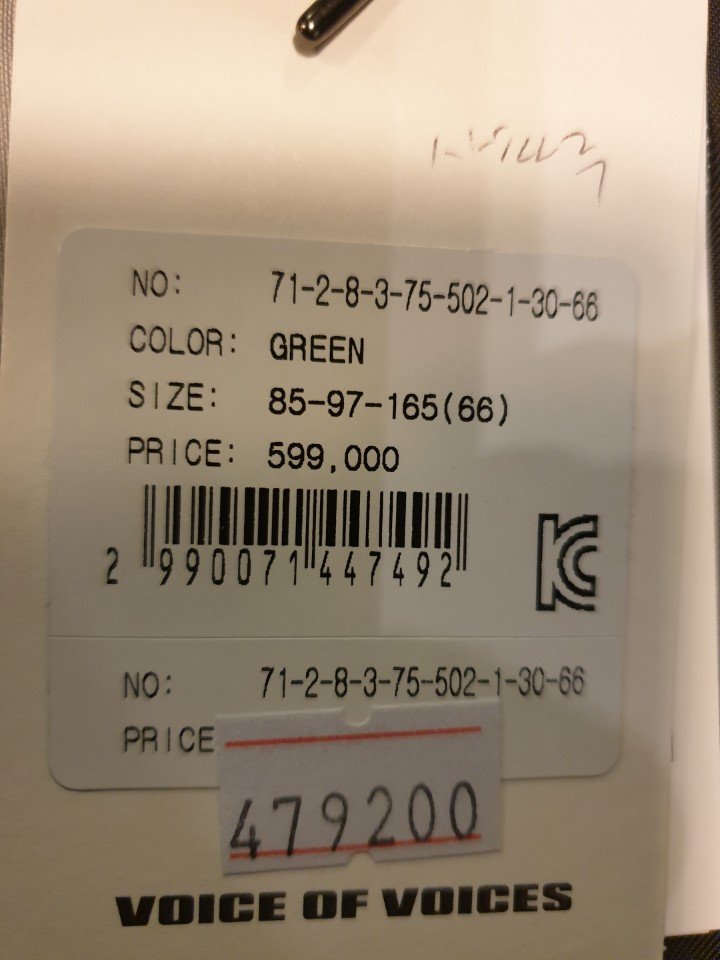 NO: 71-2-8-3-75-502-1-30-66
COLOR: GREEN
SIZE: 85-97-165(66)
PRICE: 599,000
2 990071 447492
KC
NO: 71-2-8-3-75-502-1-30-66
PRICE
479200
VOICE OF VOICES